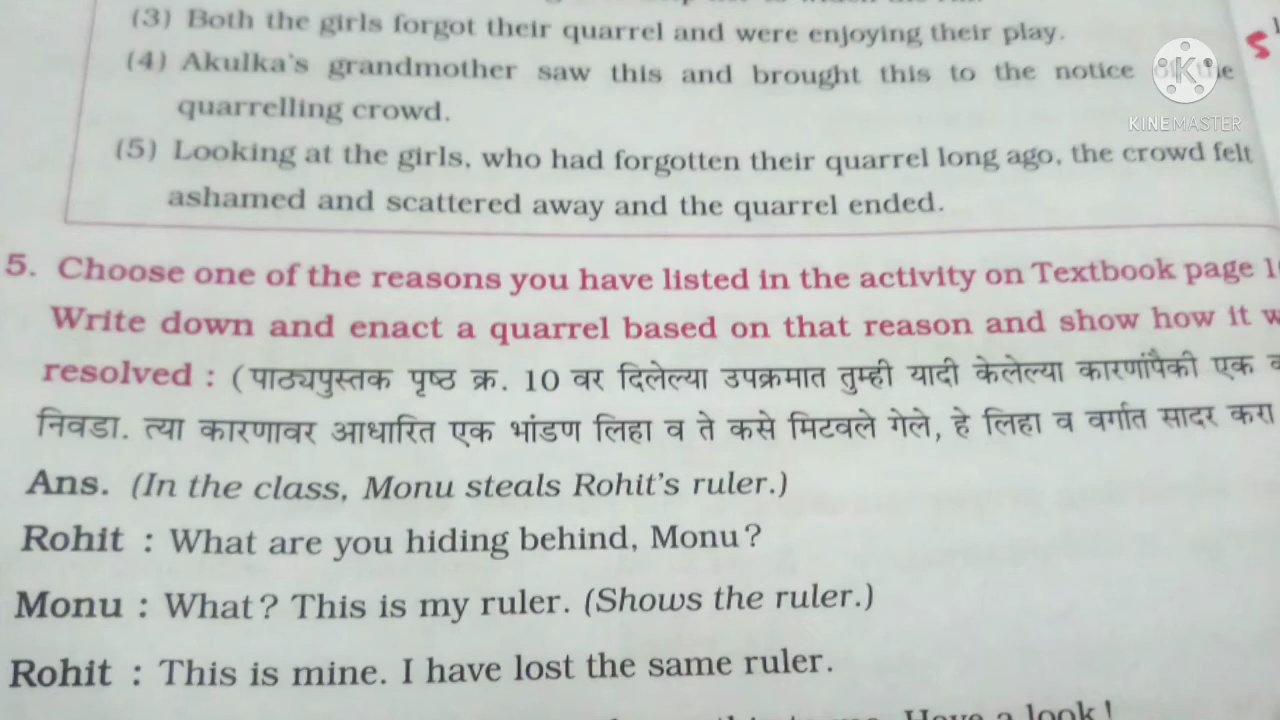 (3) Both the girls forgot their quarrel and were enjoying their play.
(4) Akulka's grandmother saw this and brought this to the notice
quarrelling crowd.
(5) Looking at the girls, who had forgotten their quarrel long ago, the crowd felt
ashamed and scattered away and the quarrel ended.
5. Choose one of the reasons you have listed in the activity on Textbook page
Write down and enact a quarrel based on that reason and show how it
resolved : (पाठ्यपुस्तक पृष्ठ क्र. 10 वर दिलेल्या उपक्रमात तुम्ही यादी केलेल्या कारणांपैकी एक
निवडा. त्या कारणावर आधारित एक भांडण लिहा व ते कसे मिटवले गेले, हे लिहा व वर्गात सादर करा
Ans. (In the class, Monu steals Rohit's ruler.)
Rohit : What are you hiding behind, Monu?
Monu : What? This is my ruler. (Shows the ruler.)
Rohit : This is mine. I have lost the same ruler.
Have a look!
KINEMASTER